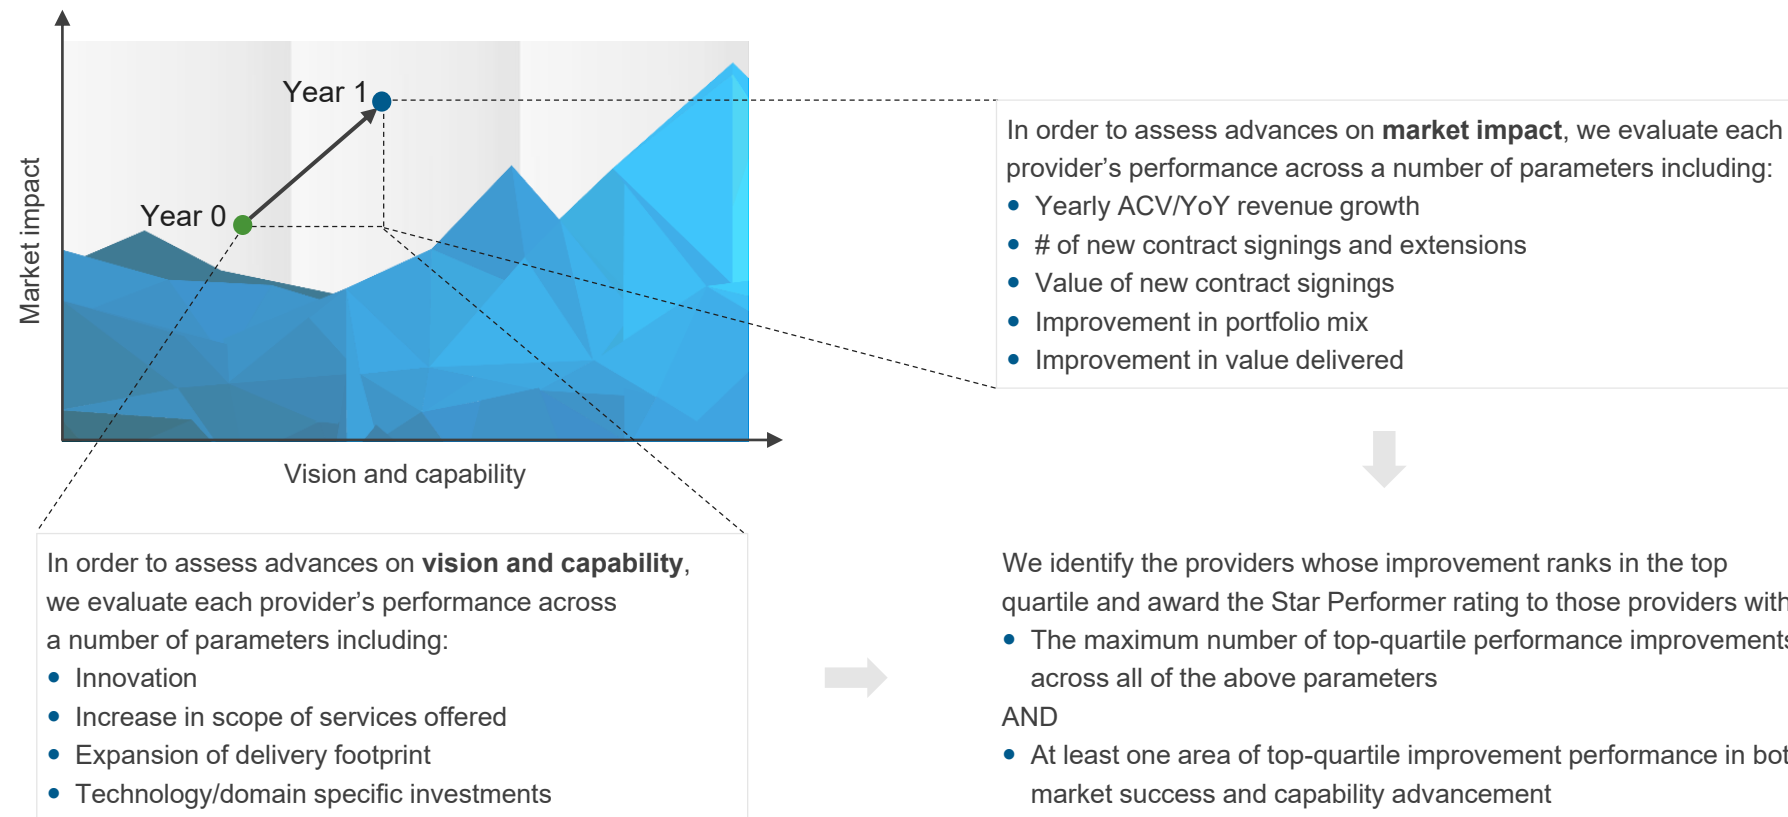 Year 1
Year 0
Market impact
Vision and capability
In order to assess advances on market impact, we evaluate each
provider’s performance across a number of parameters including:
• Yearly ACV/YoY revenue growth
• # of new contract signings and extensions
• Value of new contract signings
• Improvement in portfolio mix
• Improvement in value delivered
In order to assess advances on vision and capability,
we evaluate each provider’s performance across
a number of parameters including:
• Innovation
• Increase in scope of services offered
• Expansion of delivery footprint
• Technology/domain specific investments
We identify the providers whose improvement ranks in the top
quartile and award the Star Performer rating to those providers with
• The maximum number of top-quartile performance improvements
across all of the above parameters
AND
• At least one area of top-quartile improvement performance in bot
market success and capability advancement